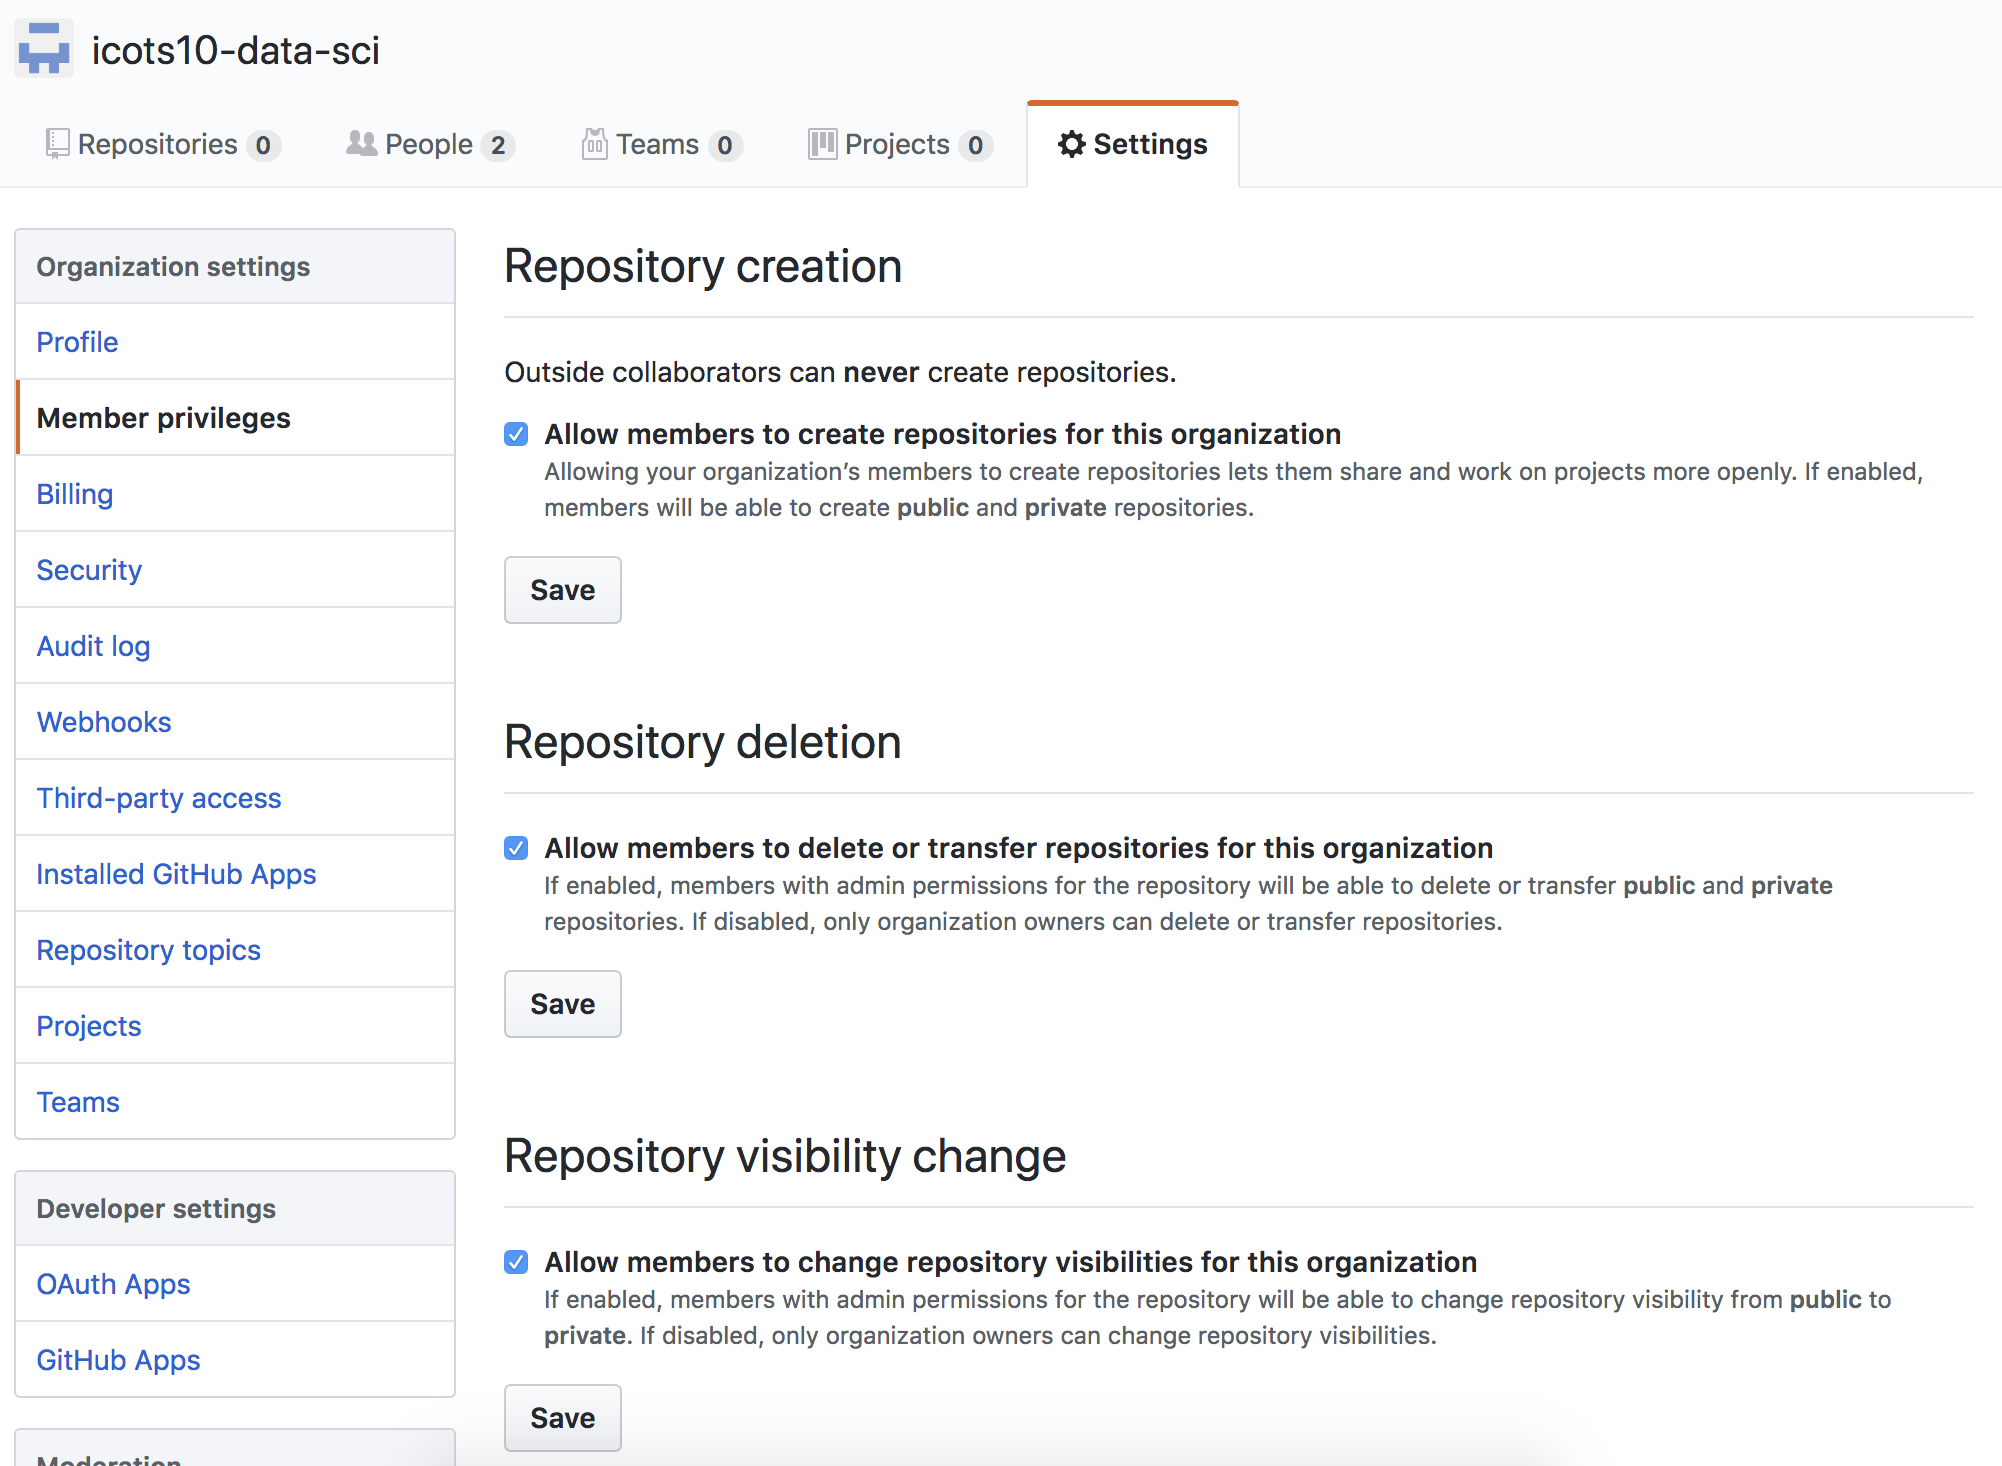 icots10-data-sci
Repositories 0 People 2 Teams 0 Projects 0 Settings
Organization settings
Profile
Member privileges
Billing
Security
Audit log
Webhooks
Third-party access
Installed GitHub Apps
Repository topics
Projects
Teams
Developer settings
OAuth Apps
GitHub Apps
Moderation
Repository creation
Outside collaborators can never create repositories.
Allow members to create repositories for this organization
Allowing your organization’s members to create repositories lets them share and work on projects more openly. If enabled,
members will be able to create public and private repositories.
Save
Repository deletion
Allow members to delete or transfer repositories for this organization
If enabled, members with admin permissions for the repository will be able to delete or transfer public and private
repositories. If disabled, only organization owners can delete or transfer repositories.
Save
Repository visibility change
Allow members to change repository visibilities for this organization
If enabled, members with admin permissions for the repository will be able to change repository visibility from public to
private. If disabled, only organization owners can change repository visibilities.
Save